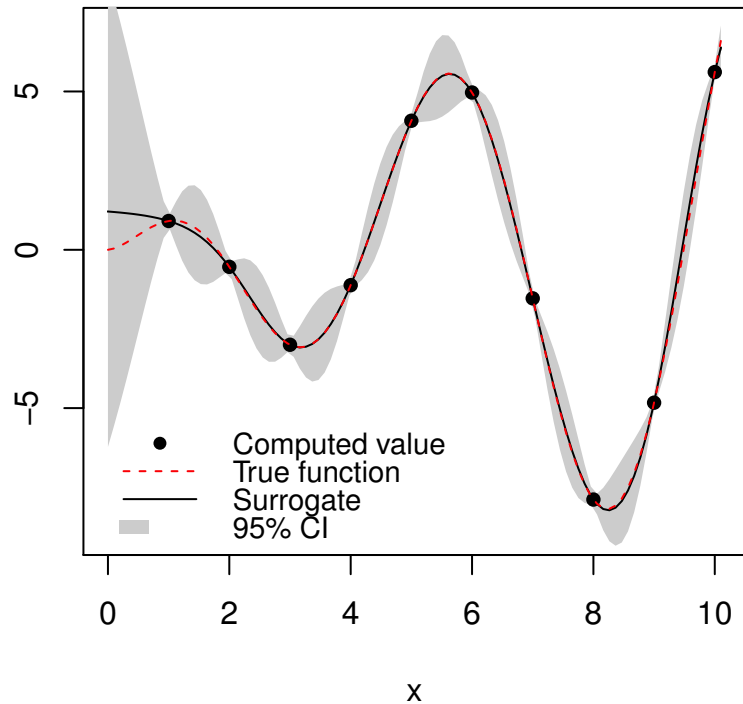 5
0
−5
Computed value
True function
Surrogate
95% CI
0 2 4 6 8 10
x